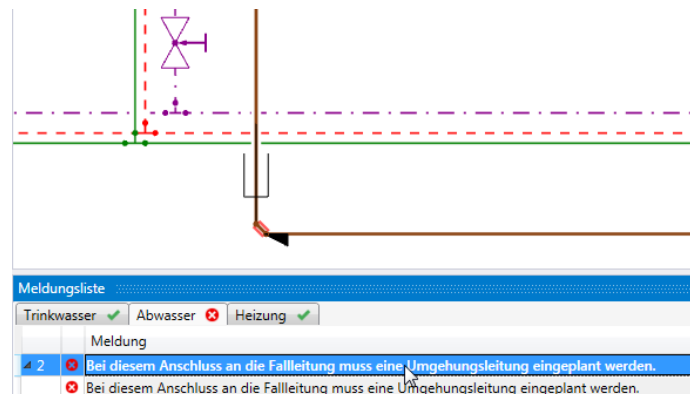 Meldungsliste
Trinkwasser Abwasser Heizung
Meldung
2 Bei diesem Anschluss an die Fallleitung muss eine Umgehungsleitung eingeplant werden.
Bei diesem Anschluss an die Fallleitung muss eine Umgehungsleitung eingeplant werden.